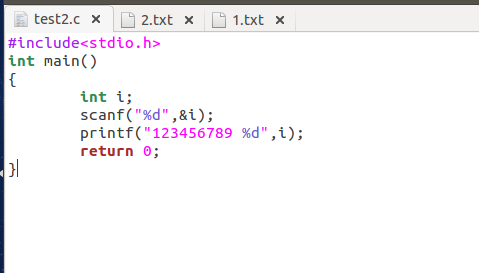 test2.c × 2.txt × 1.txt ×
#include<stdio.h>
int main()
{
        int i;
        scanf("%d",&i);
        printf("123456789 %d",i);
        return 0;
}